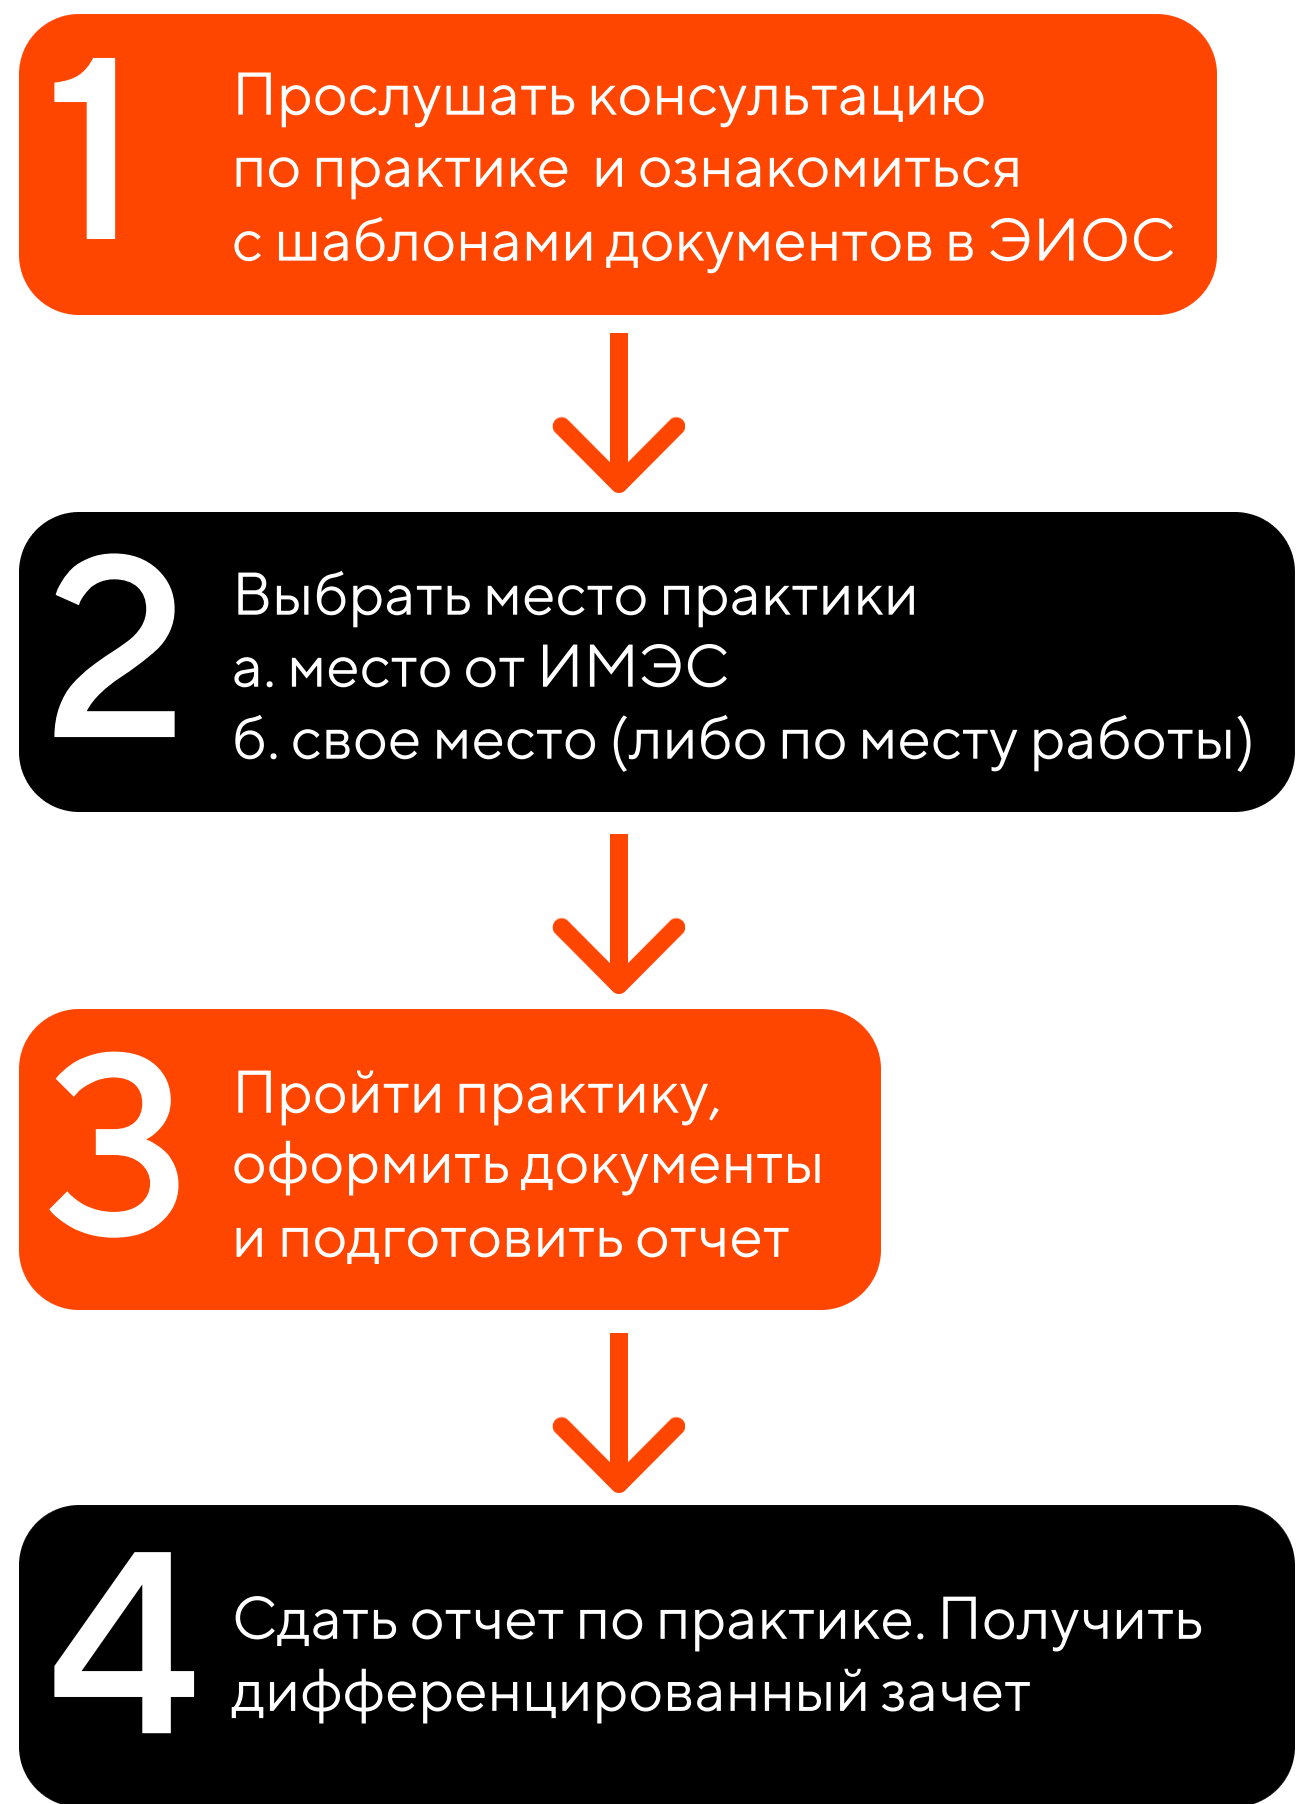 1
Прослушать консультацию
по практике и ознакомиться
с шаблонами документов в ЭИОС
2
Выбрать место практики
а. место от ИМЭС
б. свое место (либо по месту работы)
3
Пройти практику,
оформить документы
и подготовить отчет
4
Сдать отчет по практике. Получить
дифференцированный зачет